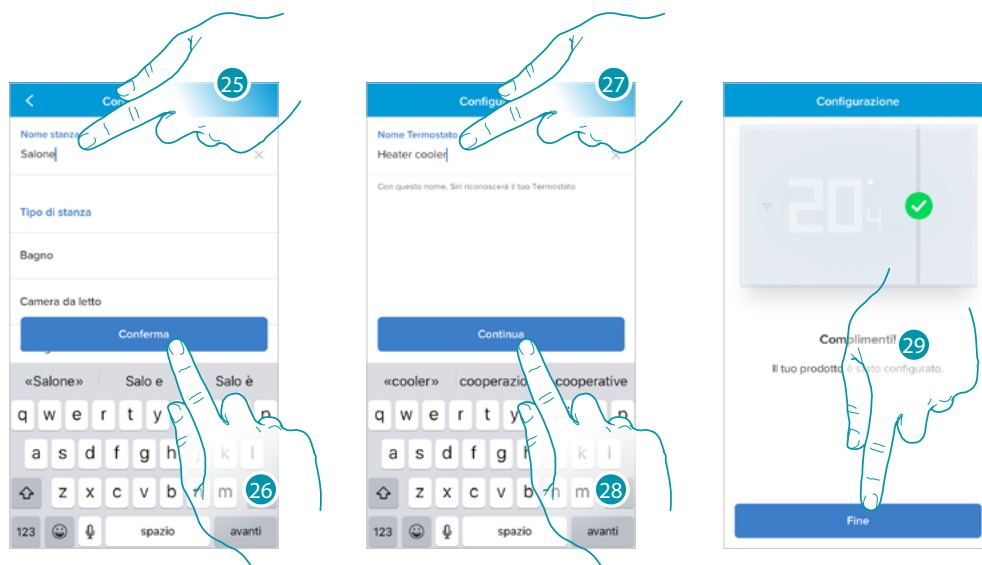 25
Nome stanza
Salone
Tipo di stanza
Bagno
Camera da letto
Conferma
«Salone» Salo e Salo è
q w e r t y p
a s d f g h k l
z x c v b n m 26
123 spazio avanti
27
Nome Termostato
Heater cooler
Con questo nome, Siri riconoscerà il tuo Termostato
Continua
«cooler» cooperative
q w e r t y p
a s d f g h k l
z x c v b n m 28
123 spazio avanti
Configurazione
20 4
Complimenti! 29
Il tuo prodotto è stato configurato.
Fine